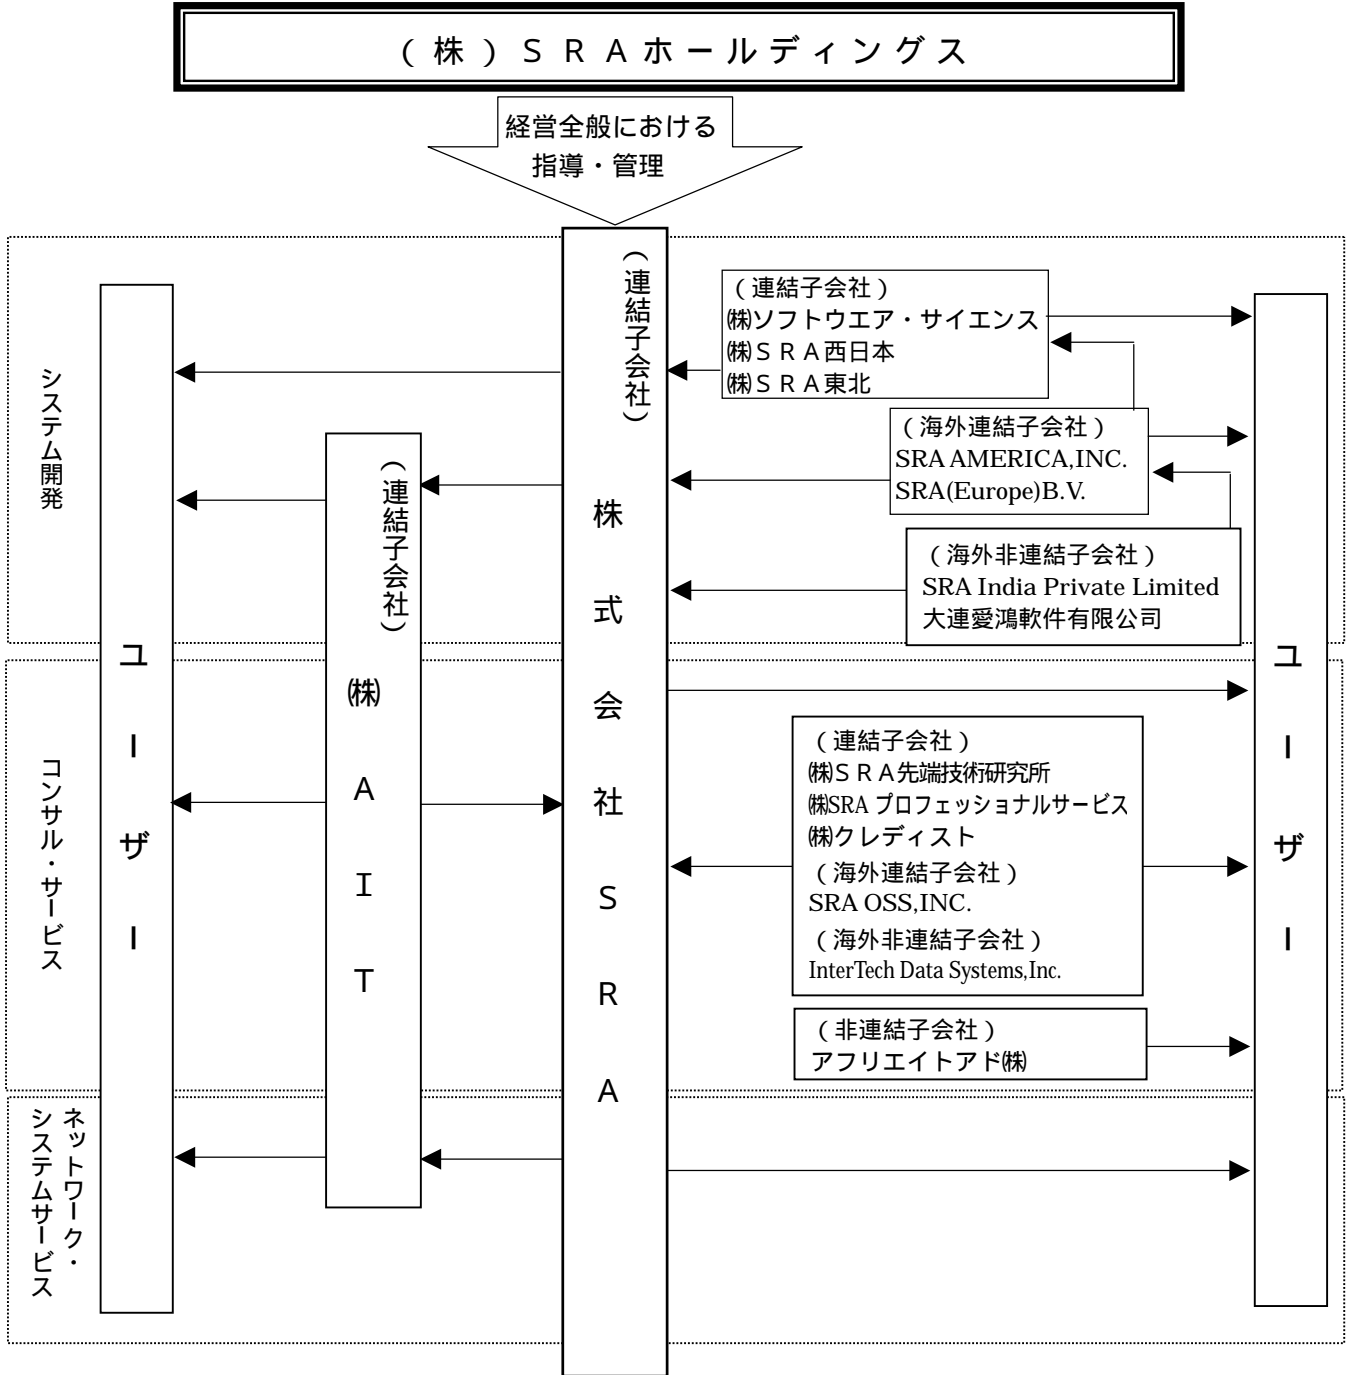 （株）ＳＲＡホールディングス
経営全般における
指導・管理
システム開発
コンサル・サービス
ネットワーク・
システムサービス
ユーザー
（連結子会社）
㈱ＡＩＴ
（連結子会社）
株式会社ＳＲＡ
（連結子会社）
㈱ソフトウエア・サイエンス
㈱ＳＲＡ西日本
㈱ＳＲＡ東北
（海外連結子会社）
SRA AMERICA,INC.
SRA(Europe)B.V.
（海外非連結子会社）
SRA India Private Limited
大連愛鴻軟件有限公司
（連結子会社）
㈱ＳＲＡ先端技術研究所
㈱SRA プロフェッショナルサービス
㈱クレディスト
（海外連結子会社）
SRA OSS,INC.
（海外非連結子会社）
InterTech Data Systems,Inc.
（非連結子会社）
アフリエイトアド㈱
ユーザー